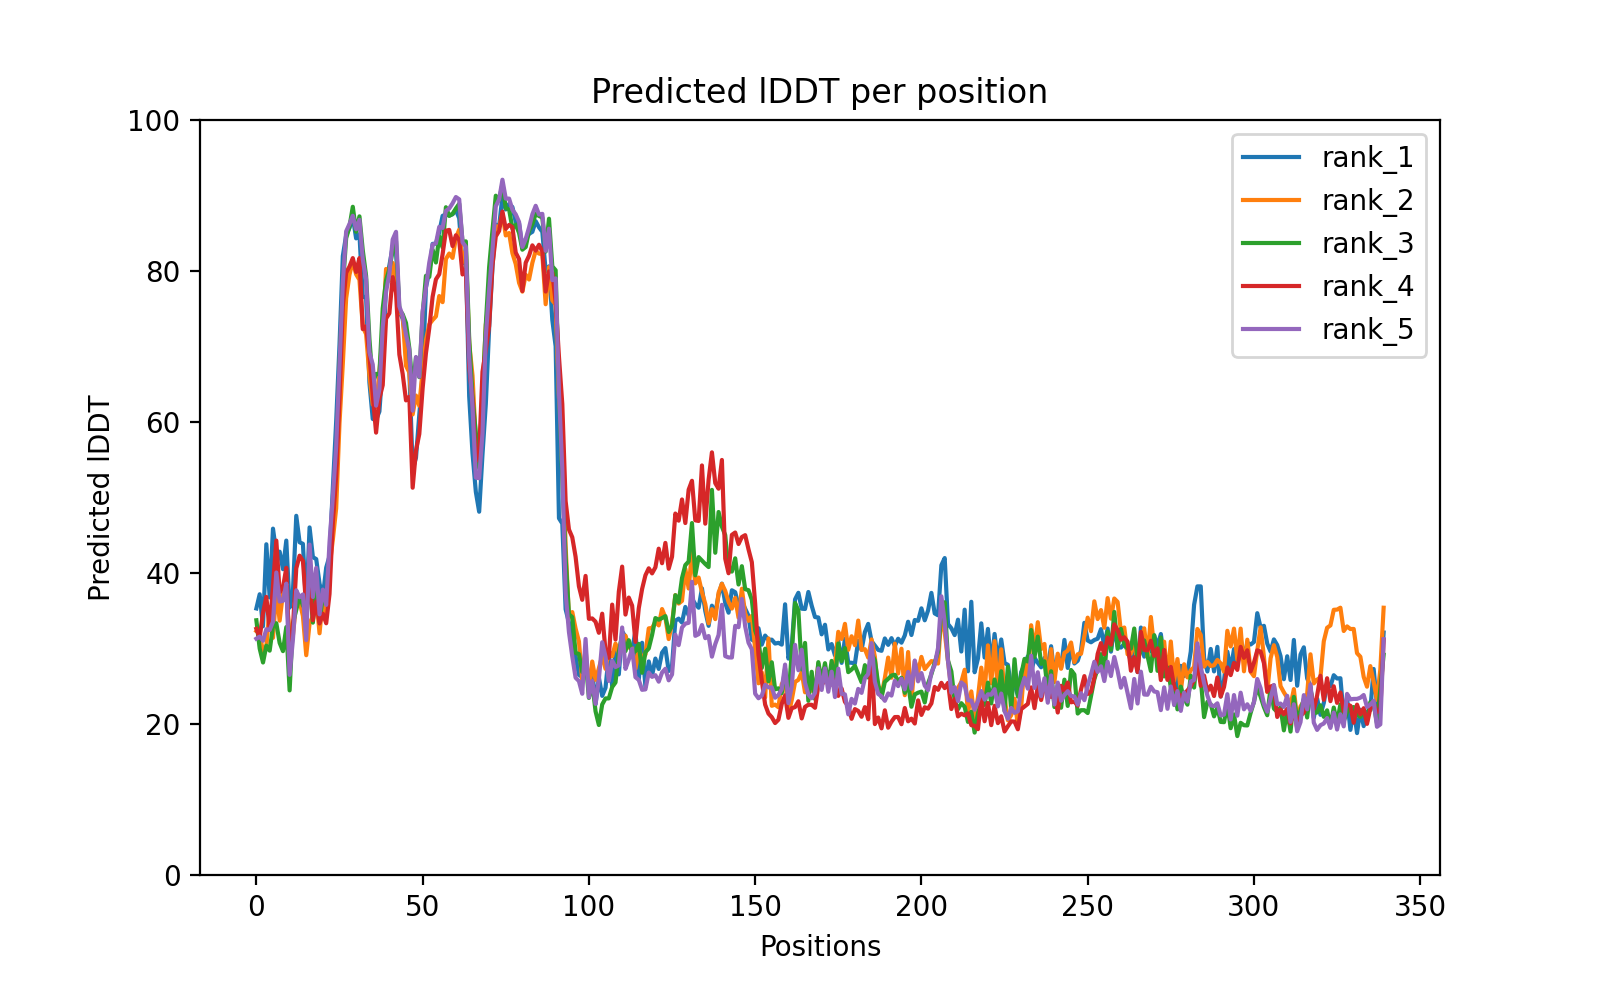 Predicted lDDT per position
100
80
60
40
20
0
Predicted lDDT
rank_1
rank_2
rank_3
rank_4
rank_5
0 50 100 150 200 250 300 350
Positions